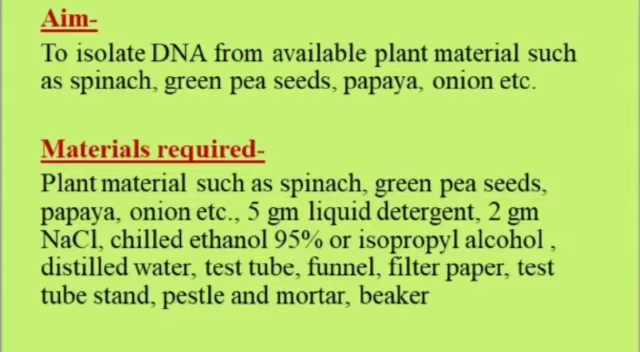 Aim-
To isolate DNA from available plant material such
as spinach, green pea seeds, papaya, onion etc.
Materials required-
Plant material such as spinach, green pea seeds,
papaya, onion etc., 5 gm liquid detergent, 2 gm
NaCl, chilled ethanol 95% or isopropyl alcohol ,
distilled water, test tube, funnel, filter paper, test
tube stand, pestle and mortar, beaker